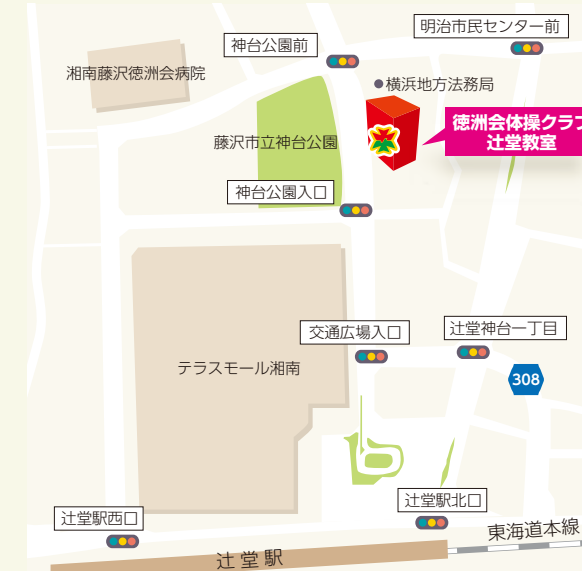 明治市民センター前
神台公園前
湘南藤沢徳洲会病院
横浜地方法務局
徳洲会体操クラブ
辻堂教室
藤沢市立神台公園
神台公園入口
交通広場入口
辻堂神台一丁目
テラスモール湘南
308
辻堂駅北口
辻堂駅西口
東海道本線
辻堂駅